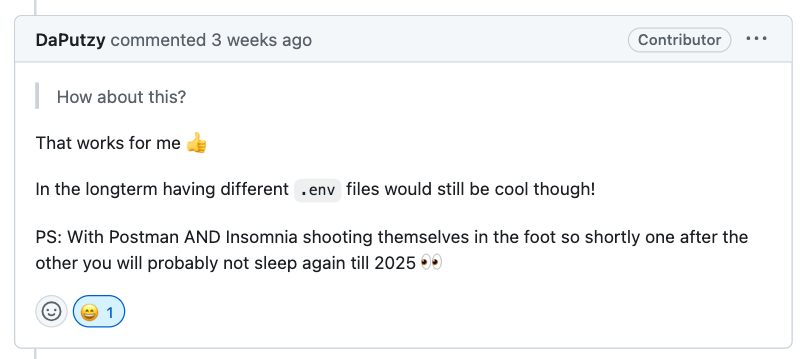 DaPutzy commented 3 weeks ago
Contributor
How about this?
That works for me 👍
In the longterm having different .env files would still be cool though!
PS: With Postman AND Insomnia shooting themselves in the foot so shortly one after the
other you will probably not sleep again till 2025 👀
😄 1